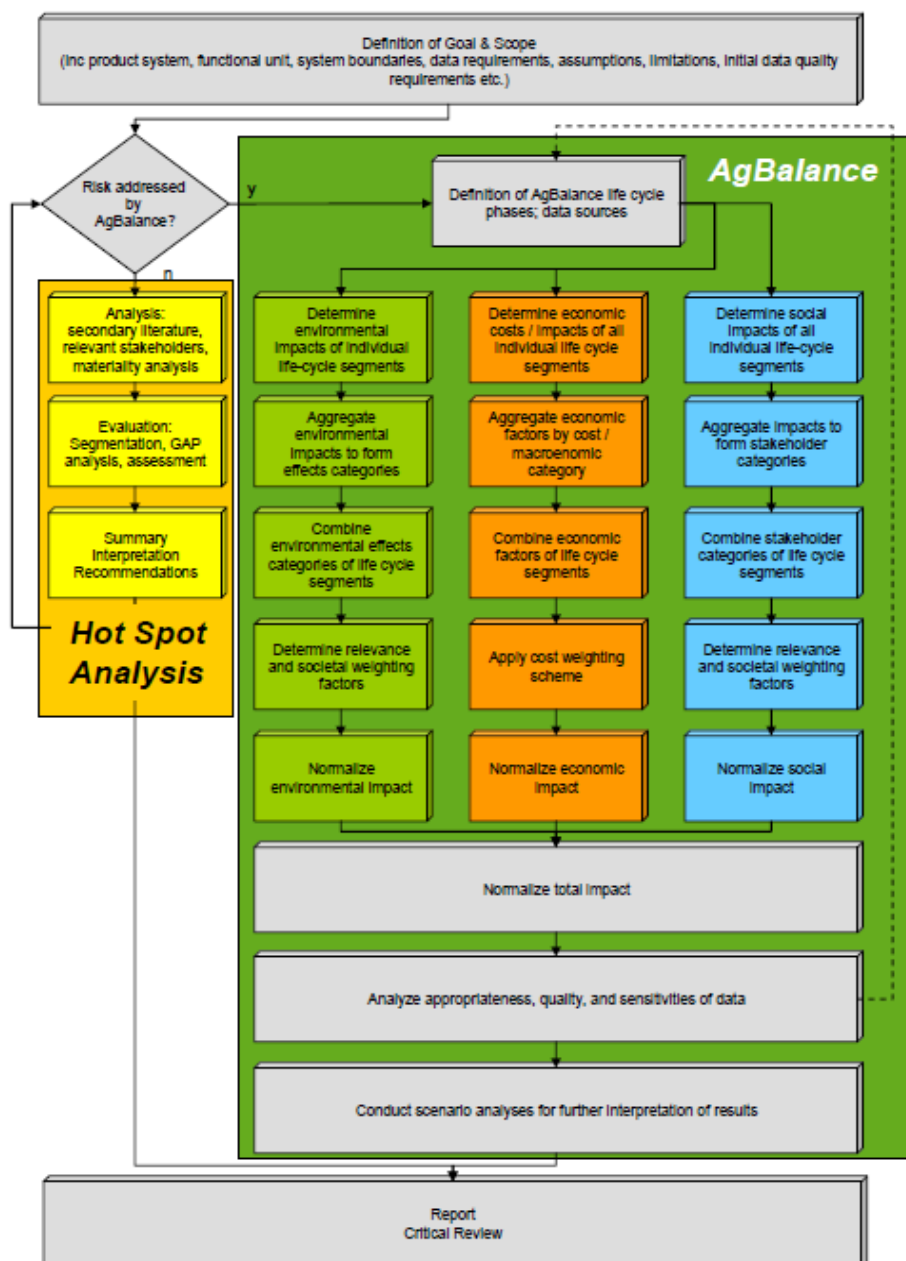 Definition of Goal & Scope
(inc product system, functional unit, system boundaries, data requirements, assumptions, limitations, initial data quality
requirements etc.)
AgBalance
Risk addressed
by
AgBalance?
y
n
Definition of AgBalance life cycle
phases; data sources
Analysis:
secondary literature,
relevant stakeholders,
materiality analysis
Evaluation:
Segmentation, GAP
analysis, assessment
Summary
Interpretation
Recommendations
Hot Spot
Analysis
Determine
environmental
impacts of individual
life-cycle segments
Aggregate
environmental
impacts to form
effects categories
Combine
environmental effects
categories of life cycle
segments
Determine relevance
and societal weighting
factors
Normalize
environmental impact
Determine economic
costs / impacts of all
individual life cycle
segments
Aggregate economic
factors by cost /
macroenomic
category
Combine economic
factors of life cycle
segments
Apply cost weighting
scheme
Normalize economic
impact
Determine social
impacts of all
individual life-cycle
segments
Aggregate impacts to
form stakeholder
categories
Combine stakeholder
categories of life cycle
segments
Determine relevance
and societal weighting
factors
Normalize social
impact
Normalize total impact
Analyze appropriateness, quality, and sensitivities of data
Conduct scenario analyses for further interpretation of results
Report
Critical Review